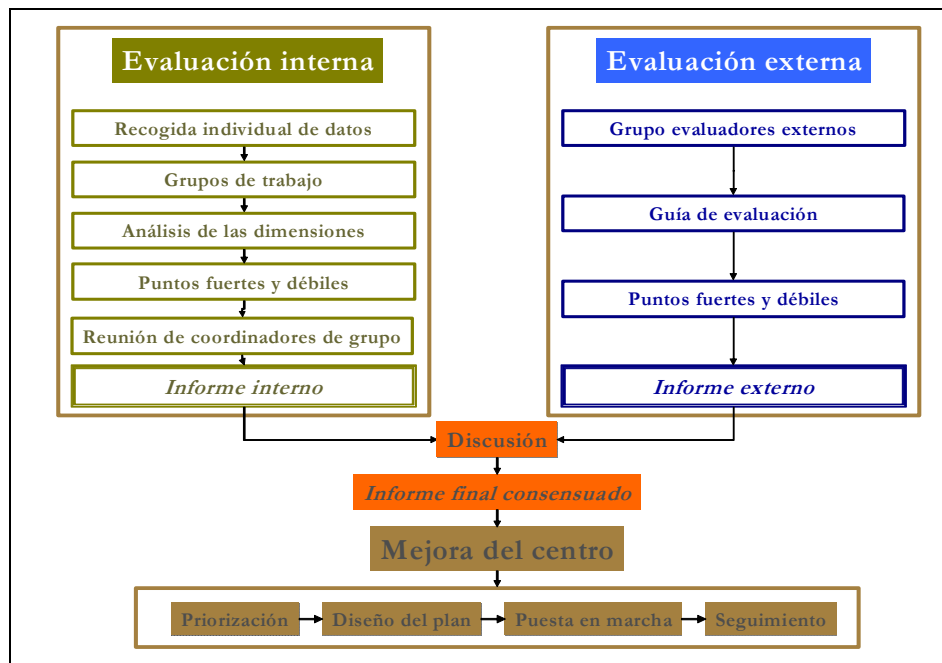 Evaluación interna
Recogida individual de datos
Grupos de trabajo
Análisis de las dimensiones
Puntos fuertes y débiles
Reunión de coordinadores de grupo
Informe interno
Evaluación externa
Grupo evaluadores externos
Guía de evaluación
Puntos fuertes y débiles
Informe externo
Discusión
Informe final consensuado
Mejora del centro
Priorización
Diseño del plan
Puesta en marcha
Seguimiento